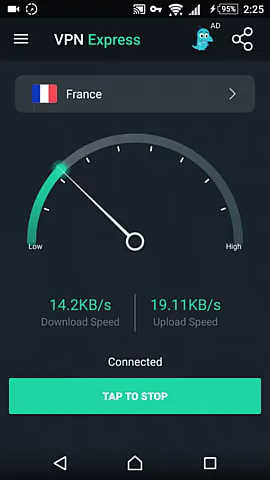 95% 2:25
VPN Express
AD
France
Low
High
14.2KB/s 19.11KB/s
Download Speed Upload Speed
Connected
TAP TO STOP